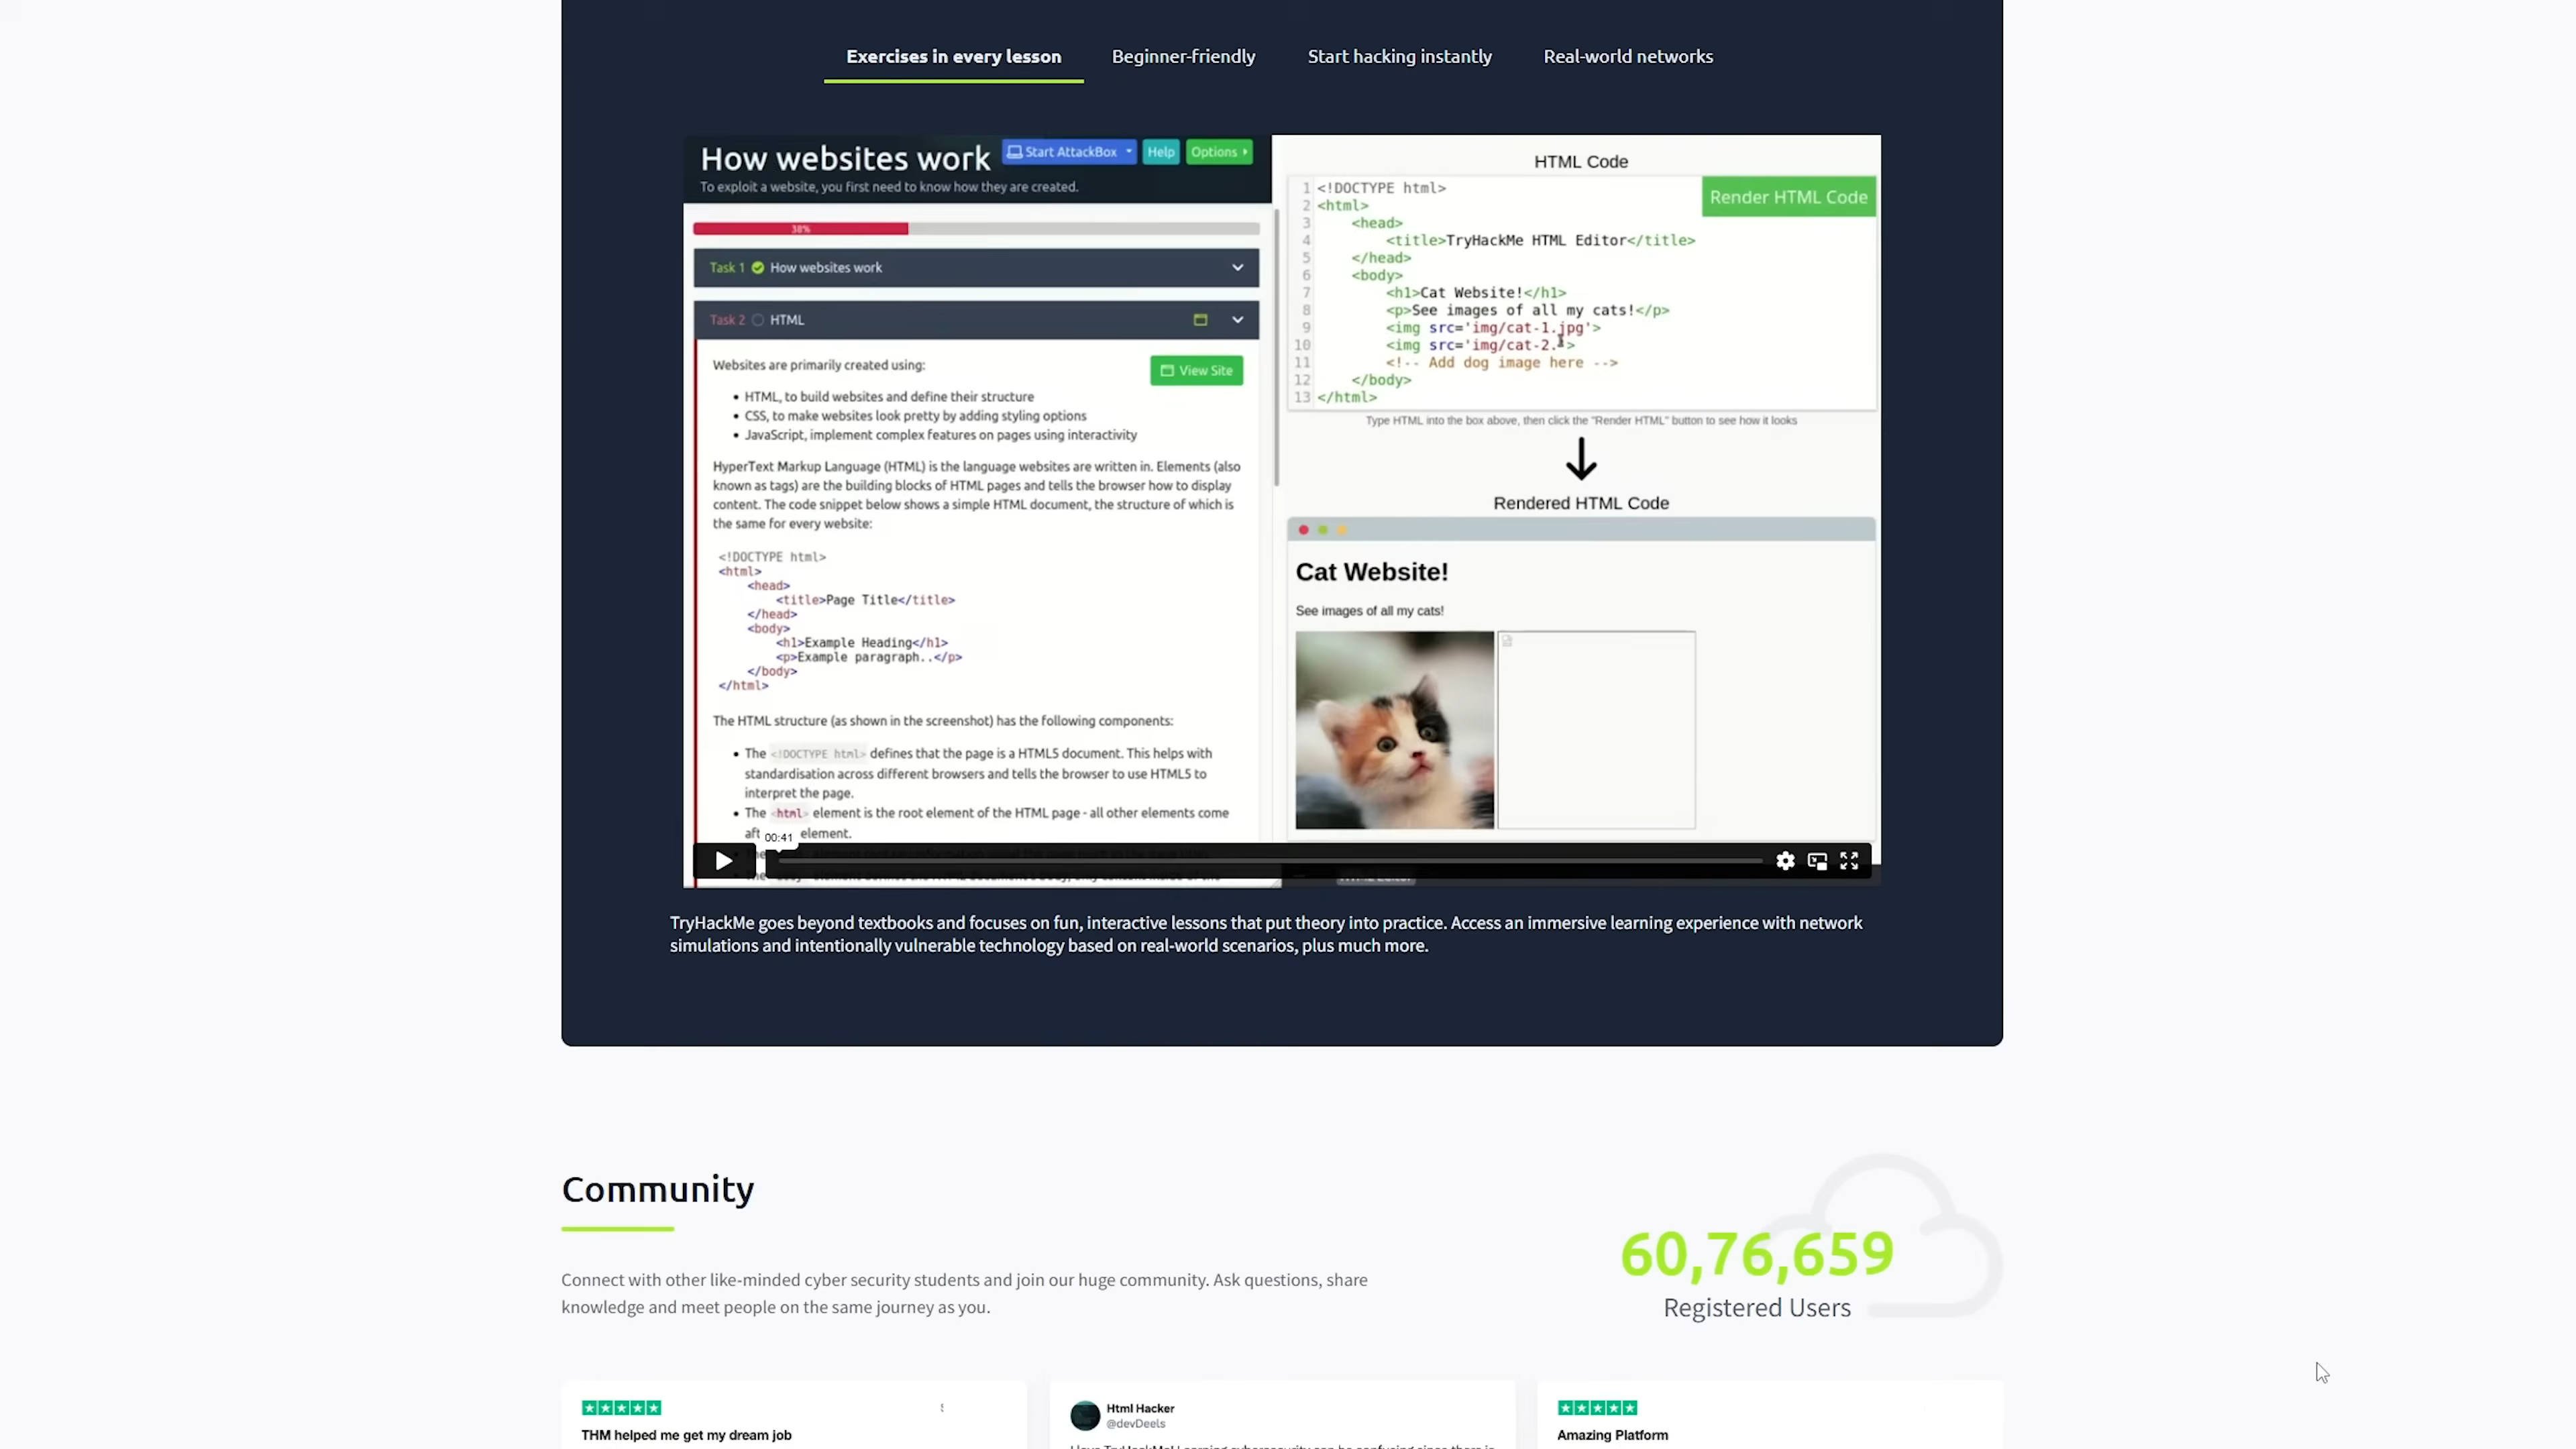 Exercises in every lesson
Beginner-friendly
Start hacking instantly
Real-world networks
How websites work
Start AttackBox
Help
Options
To exploit a website, you first need to know how they are created.
38%
Task 1 How websites work
Task 2 HTML
Websites are primarily created using:
View Site
• HTML, to build websites and define their structure
• CSS, to make websites look pretty by adding styling options
• JavaScript, implement complex features on pages using interactivity
HyperText Markup Language (HTML) is the language websites are written in. Elements (also
known as tags) are the building blocks of HTML pages and tells the browser how to display
content. The code snippet below shows a simple HTML document, the structure of which is
the same for every website:
<!DOCTYPE html>
<html>
<head>
<title>Page Title</title>
</head>
<body>
<h1>Example Heading</h1>
<p>Example paragraph..</p>
</body>
</html>
The HTML structure (as shown in the screenshot) has the following components:
• The <!DOCTYPE html> defines that the page is a HTML5 document. This helps with
standardisation across different browsers and tells the browser to use HTML5 to
interpret the page.
• The <html> element is the root element of the HTML page - all other elements come
element.
00:41
HTML Code
Render HTML Code
1 <!DOCTYPE html>
2 <html>
3 <head>
4 <title>TryHackMe HTML Editor</title>
5 </head>
6 <body>
7 <h1>Cat Website!</h1>
8 <p>See images of all my cats!</p>
9 <img src='img/cat-1.jpg'>
10 <img src='img/cat-2.'>
11 <!-- Add dog image here -->
12 </body>
13 </html>
Type HTML into the box above, then click the "Render HTML" button to see how it looks
Rendered HTML Code
Cat Website!
See images of all my cats!
TryHackMe goes beyond textbooks and focuses on fun, interactive lessons that put theory into practice. Access an immersive learning experience with network
simulations and intentionally vulnerable technology based on real-world scenarios, plus much more.
Community
Connect with other like-minded cyber security students and join our huge community. Ask questions, share
knowledge and meet people on the same journey as you.
60,76,659
Registered Users
THM helped me get my dream job
Html Hacker
@devDeels
Amazing Platform